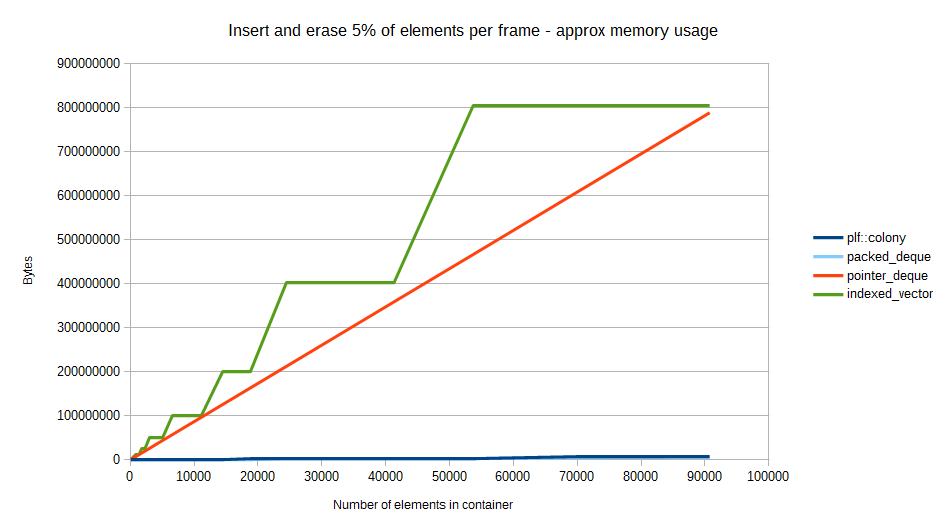 Insert and erase 5% of elements per frame - approx memory usage
900000000
800000000
700000000
600000000
500000000
400000000
300000000
200000000
100000000
0
Bytes
0 10000 20000 30000 40000 50000 60000 70000 80000 90000 100000
Number of elements in container
plf::colony
packed_deque
pointer_deque
indexed_vector